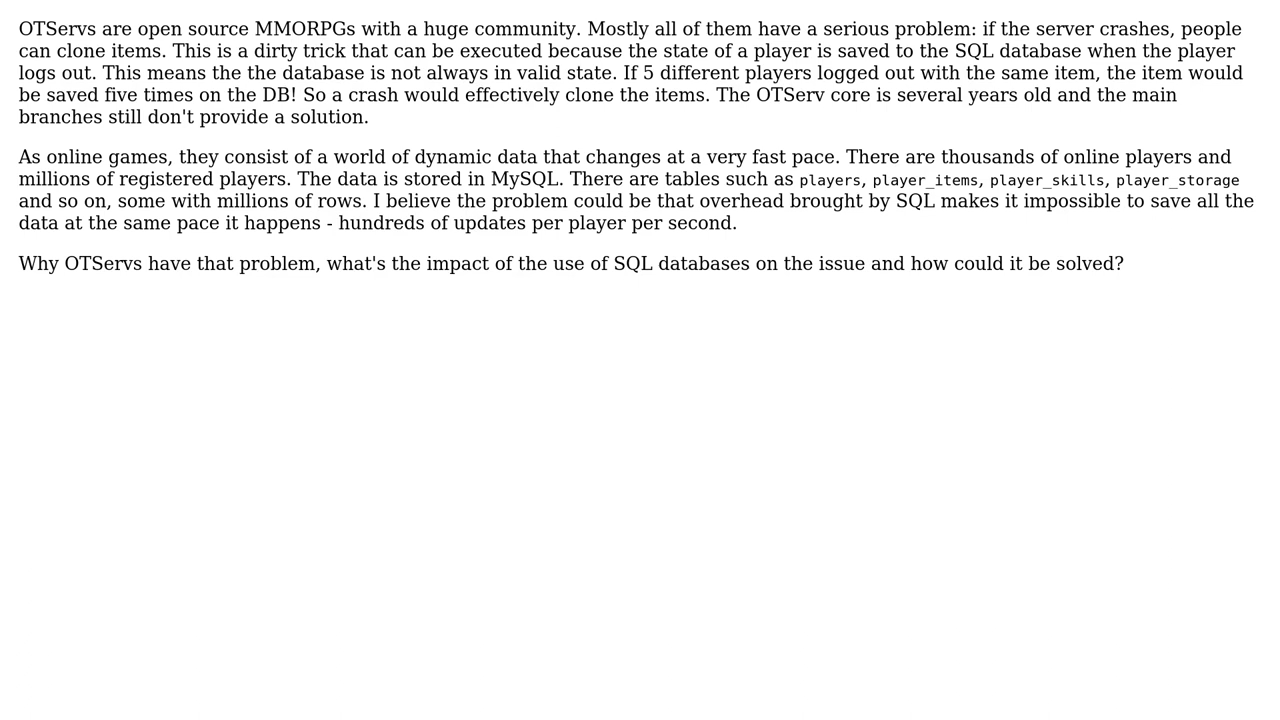 OTServs are open source MMORPGs with a huge community. Mostly all of them have a serious problem: if the server crashes, people
can clone items. This is a dirty trick that can be executed because the state of a player is saved to the SQL database when the player
logs out. This means the the database is not always in valid state. If 5 different players logged out with the same item, the item would
be saved five times on the DB! So a crash would effectively clone the items. The OTServ core is several years old and the main
branches still don't provide a solution.
As online games, they consist of a world of dynamic data that changes at a very fast pace. There are thousands of online players and
millions of registered players. The data is stored in MySQL. There are tables such as players, player_items, player_skills, player_storage
and so on, some with millions of rows. I believe the problem could be that overhead brought by SQL makes it impossible to save all the
data at the same pace it happens - hundreds of updates per player per second.
Why OTServs have that problem, what's the impact of the use of SQL databases on the issue and how could it be solved?